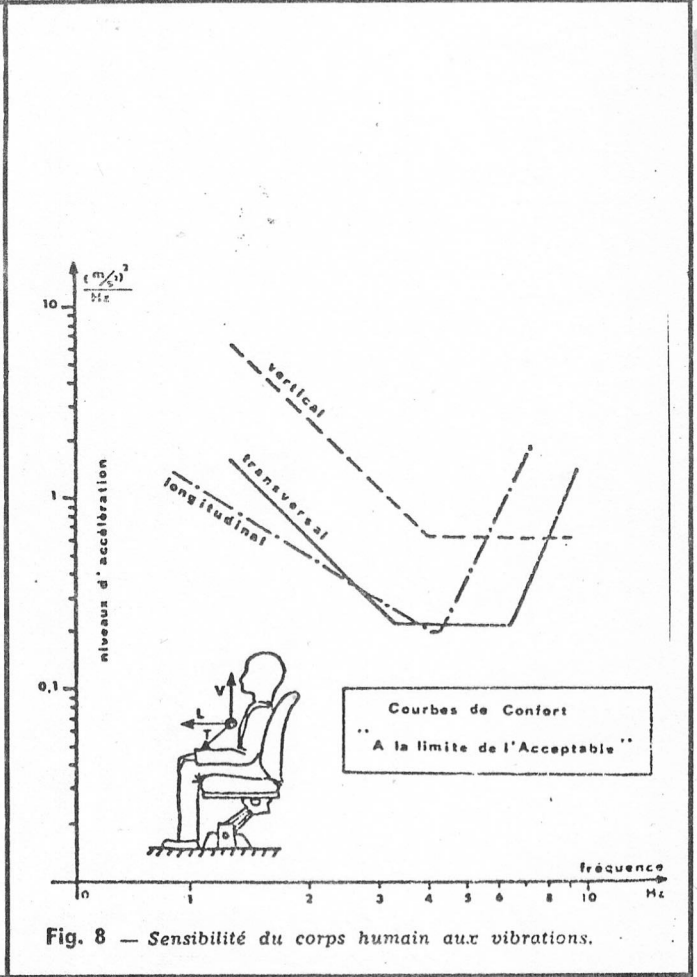 (m/s²)²
Hz
10
1
0,1
niveaux d'accélération
vertical
transversal
longitudinal
V
L
T
Courbes de Confort
"A la limite de l'Acceptable"
fréquence
0 1 2 3 4 5 6 8 10 Hz
Fig. 8 — Sensibilité du corps humain aux vibrations.